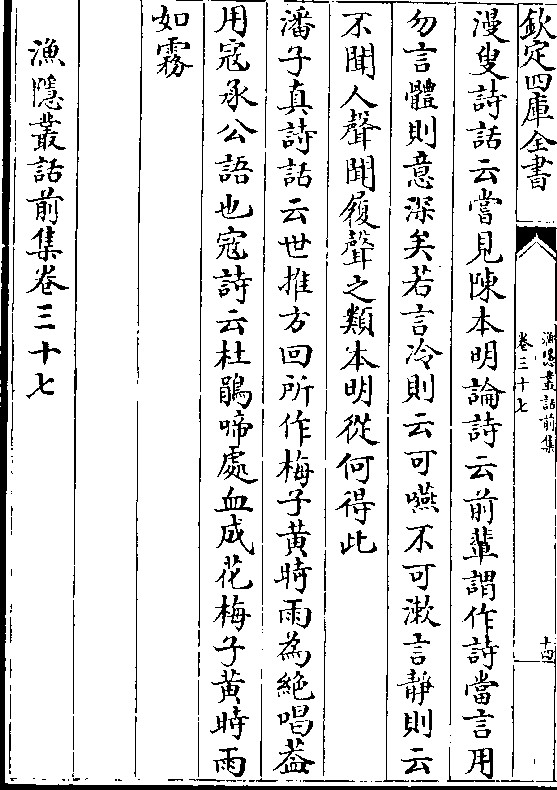 欽定四庫全書
漁隱叢話前集
卷三十七
十四
漫叟詩話云嘗見陳本明論詩云前輩謂作詩當言用
勿言體則意深矣若言冷則云可嚥不可漱言静則云
不聞人聲聞履聲之類本明從何得此
潘子真詩話云世推方回所作梅子黄時雨為絶唱葢
用寇承公語也寇詩云杜鵑啼處血成花梅子黄時雨
如霧
漁隱叢話前集卷三十七